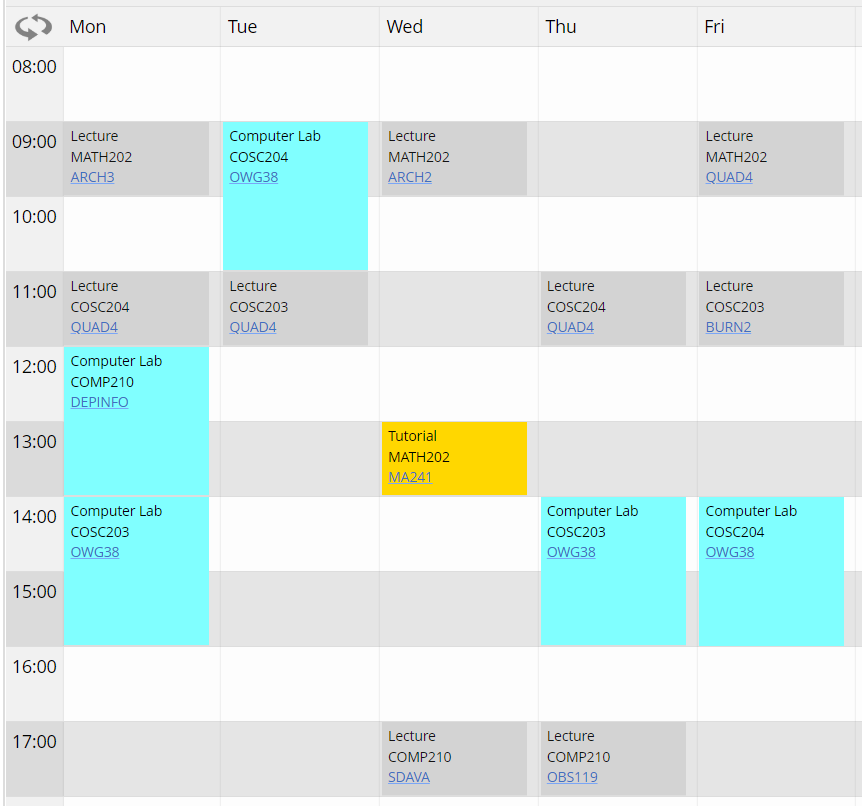 Mon Tue Wed Thu Fri
08:00
09:00
Lecture
MATH202
ARCH3
Computer Lab
COSC204
OWG38
Lecture
MATH202
ARCH2
Lecture
MATH202
QUAD4
10:00
11:00
Lecture
COSC204
QUAD4
Lecture
COSC203
QUAD4
Lecture
COSC204
QUAD4
Lecture
COSC203
BURN2
12:00
Computer Lab
COMP210
DEPINFO
13:00
Tutorial
MATH202
MA241
14:00
Computer Lab
COSC203
OWG38
Computer Lab
COSC203
OWG38
Computer Lab
COSC204
OWG38
15:00
16:00
17:00
Lecture
COMP210
SDAVA
Lecture
COMP210
OBS119